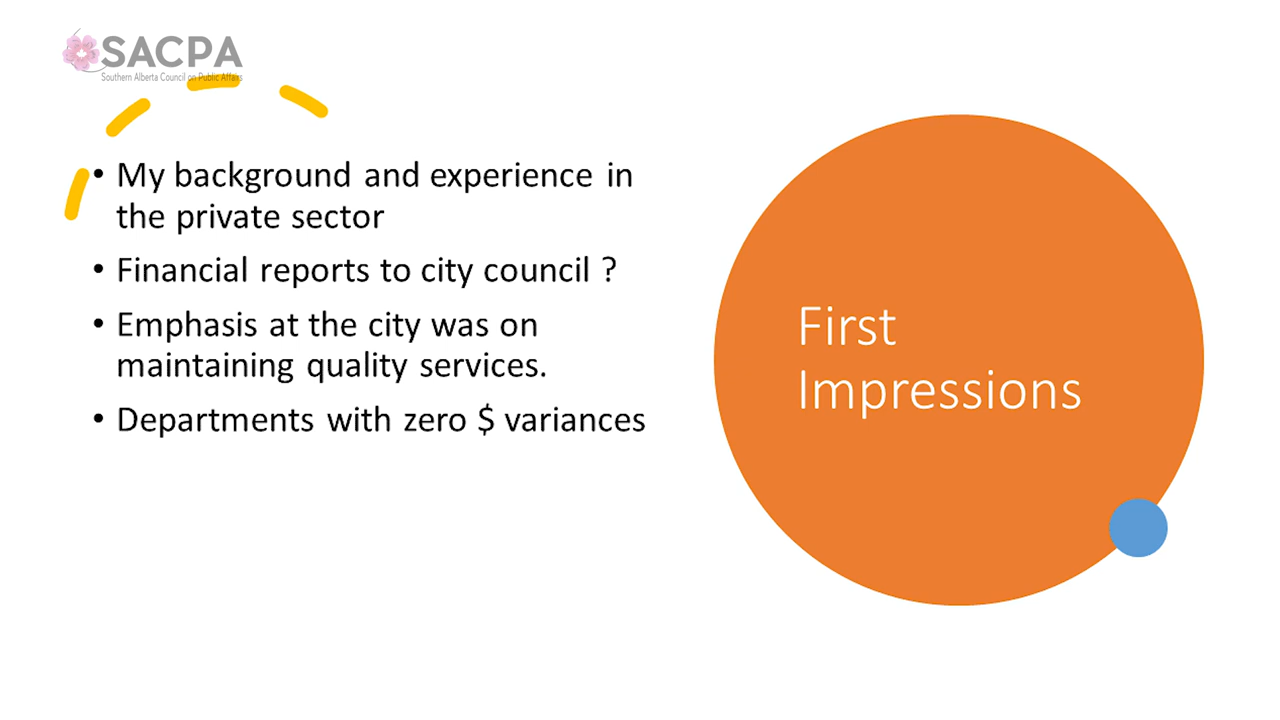 SACPA
Southern Alberta Council on Public Affairs
• My background and experience in
the private sector
• Financial reports to city council ?
• Emphasis at the city was on
maintaining quality services.
• Departments with zero $ variances
First
Impressions